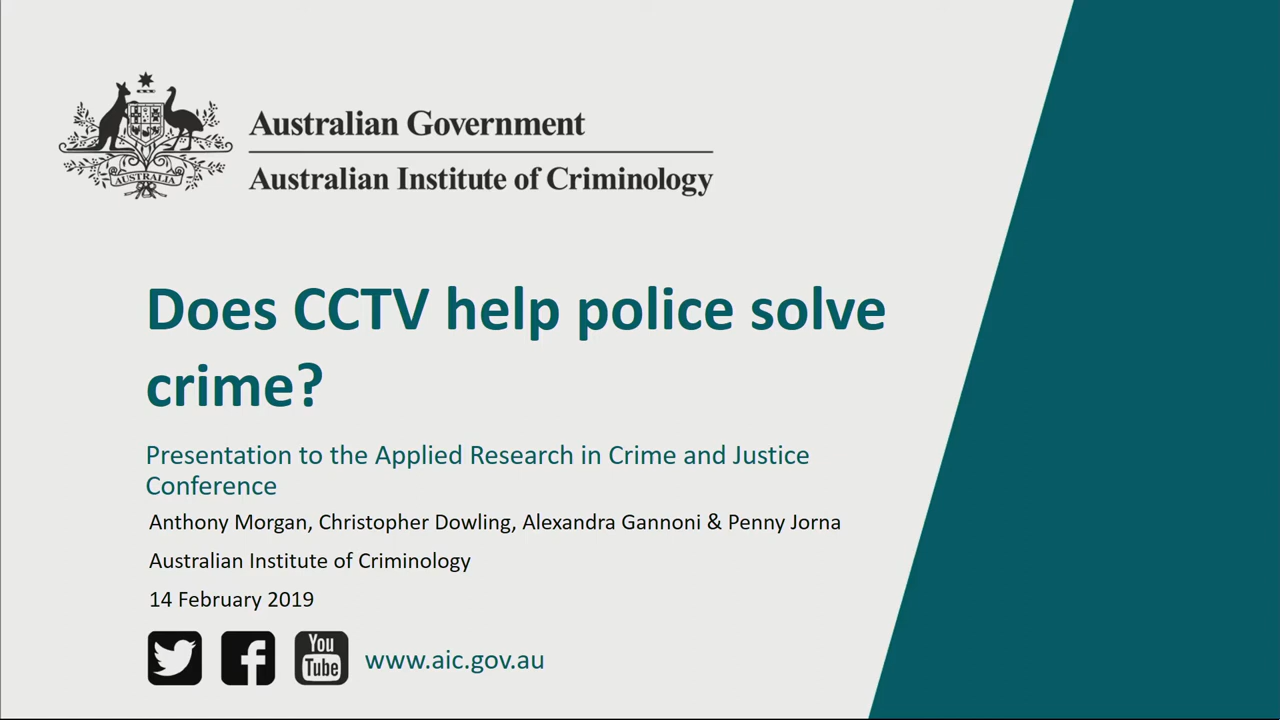 Australian Government
Australian Institute of Criminology
AUSTRALIA
Does CCTV help police solve
crime?
Presentation to the Applied Research in Crime and Justice
Conference
Anthony Morgan, Christopher Dowling, Alexandra Gannoni & Penny Jorna
Australian Institute of Criminology
14 February 2019
You
Tube
www.aic.gov.au